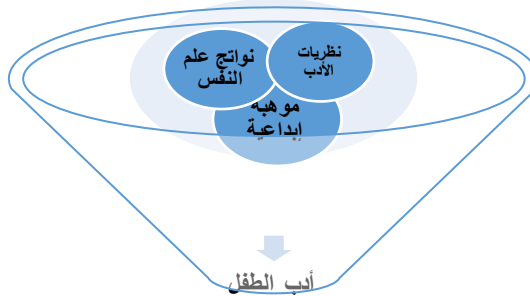 نظريات
الأدب
نواتج علم
النفس
موهبة
إبداعية
أدب الطفل